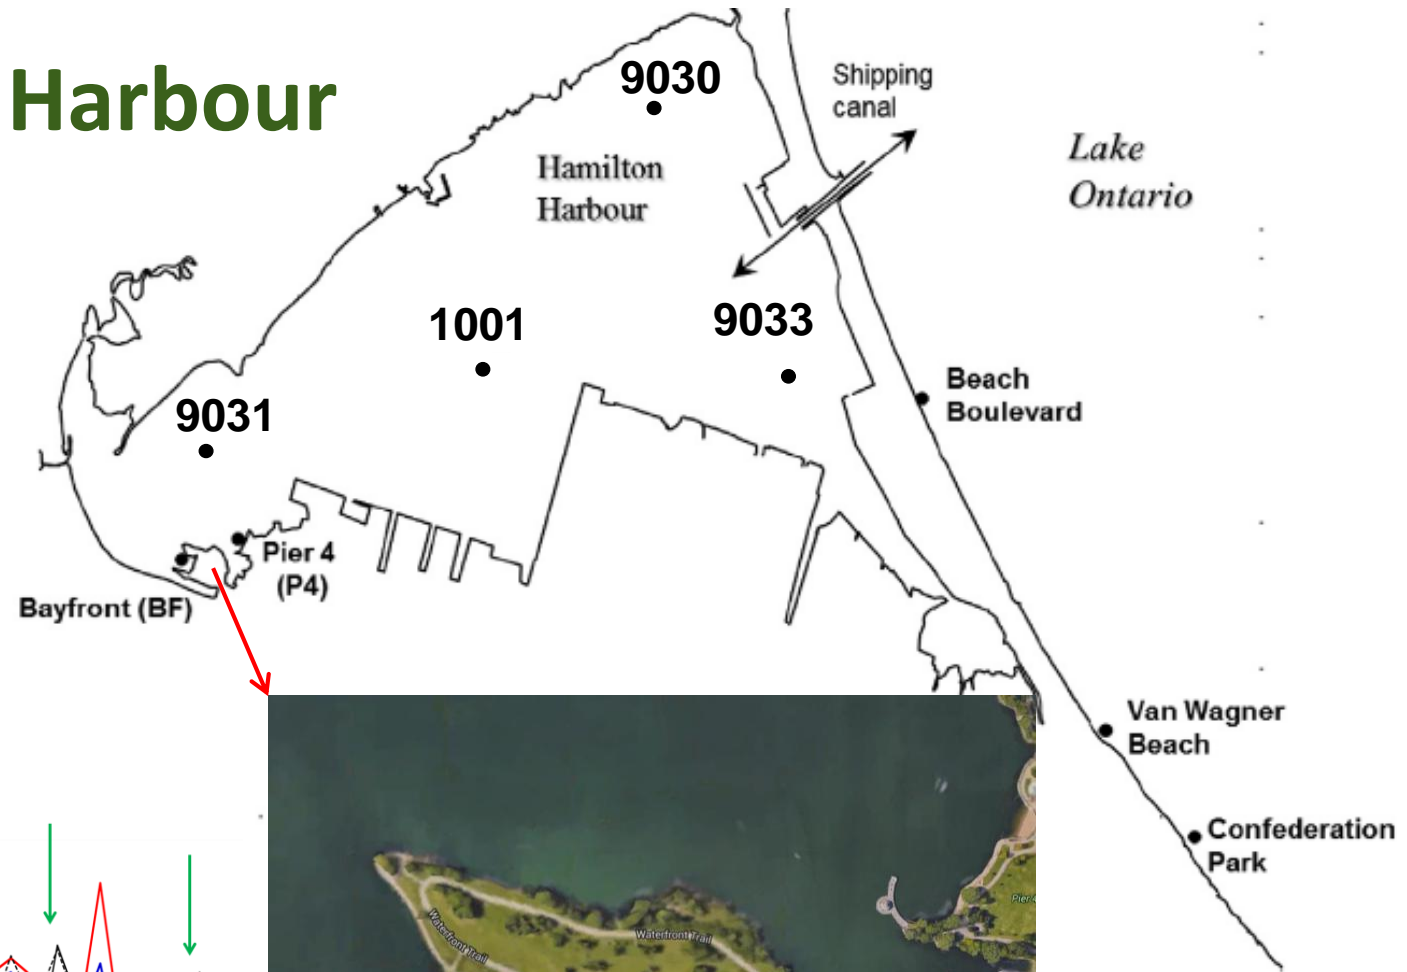 Harbour
9030
Shipping
canal
Lake
Ontario
Hamilton
Harbour
1001
9033
9031
Beach
Boulevard
Pier 4
(P4)
Bayfront (BF)
Van Wagner
Beach
Confederation
Park
Waterfront Trail
Waterfront Trail
Pier